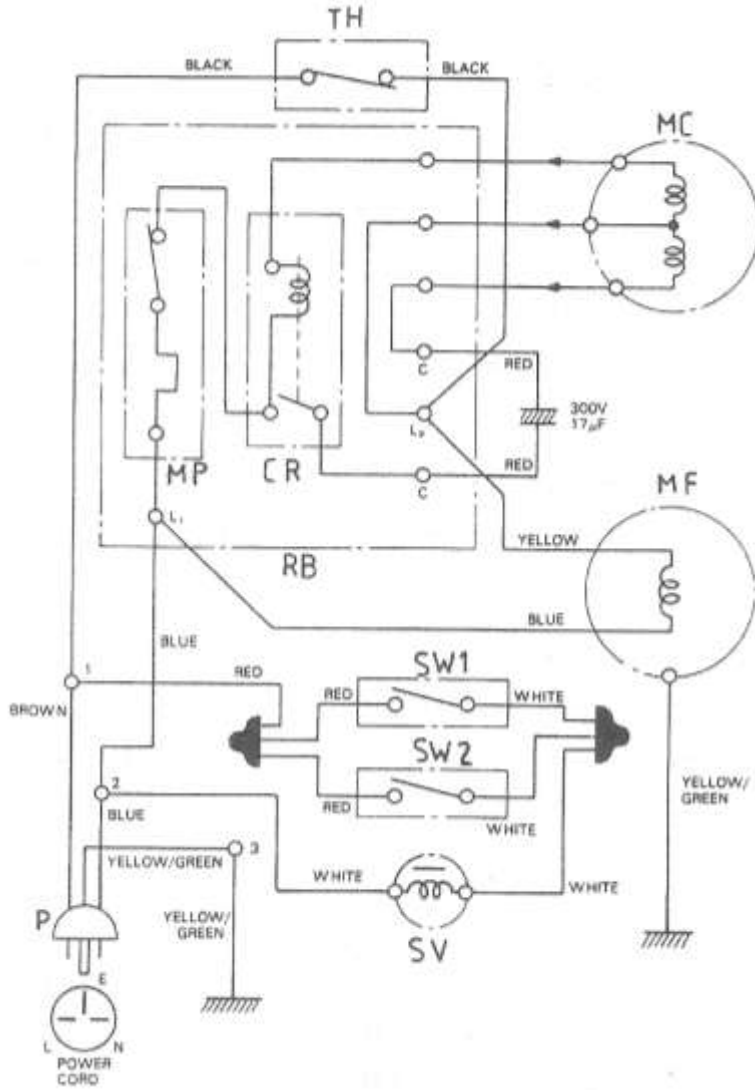 TH
BLACK
BLACK
MC
C
RED
300V
17μF
L₂
RED
C
MP
CR
MF
L₁
YELLOW
RB
BLUE
BLUE
1
RED
SW1
RED
WHITE
BROWN
SW2
2
BLUE
RED
WHITE
YELLOW/
GREEN
YELLOW/GREEN
3
WHITE
WHITE
P
YELLOW/
GREEN
SV
E
L
N
POWER
CORD